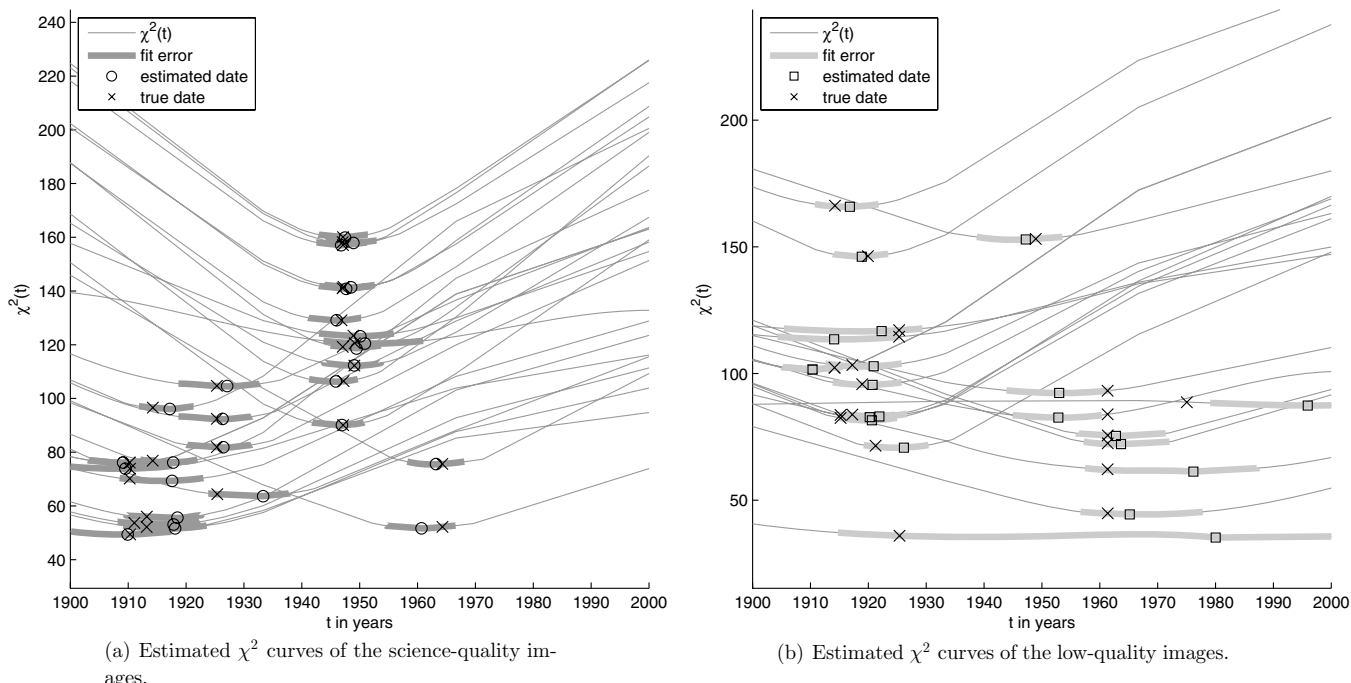 240
220
200
180
160
140
120
100
80
60
40
χ²(t)
χ²(t)
fit error
estimated date
true date
1900 1910 1920 1930 1940 1950 1960 1970 1980 1990 2000
t in years
(a) Estimated χ² curves of the science-quality im-
ages.
200
150
100
50
χ²(t)
χ²(t)
fit error
estimated date
true date
1900 1910 1920 1930 1940 1950 1960 1970 1980 1990 2000
t in years
(b) Estimated χ² curves of the low-quality images.